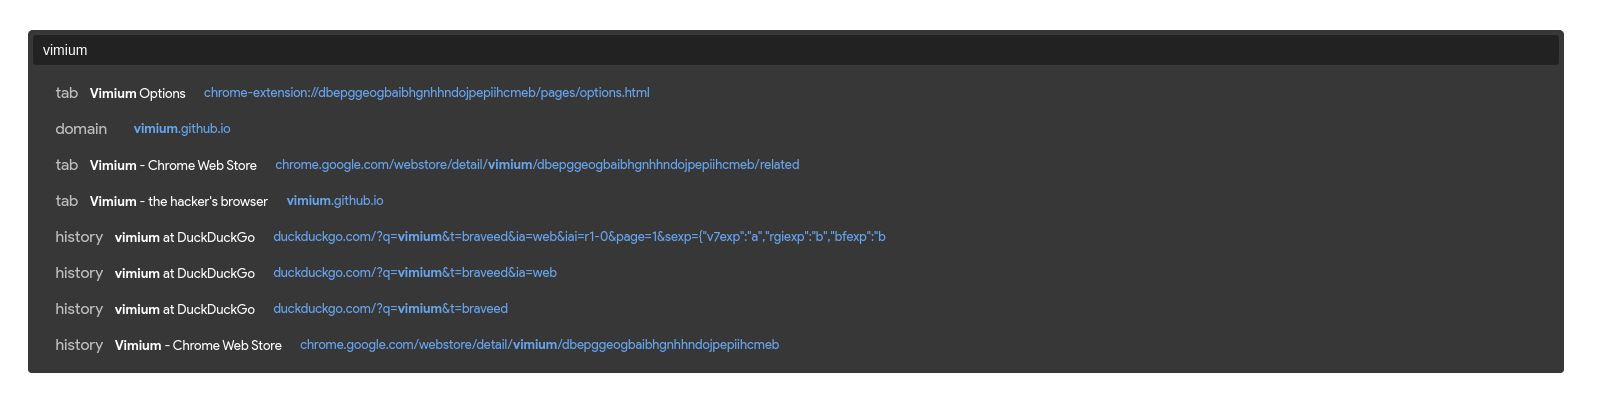 vimium
tab Vimium Options chrome-extension://dbepggeogbaibhgnhhndojpepiihcmeb/pages/options.html
domain vimium.github.io
tab Vimium - Chrome Web Store chrome.google.com/webstore/detail/vimium/dbepggeogbaibhgnhhndojpepiihcmeb/related
tab Vimium - the hacker's browser vimium.github.io
history vimium at DuckDuckGo duckduckgo.com/?q=vimium&t=braveed&ia=web&iai=r1-0&page=1&sexp={"v7exp":"a","rgiexp":"b","bfexp":"b
history vimium at DuckDuckGo duckduckgo.com/?q=vimium&t=braveed&ia=web
history vimium at DuckDuckGo duckduckgo.com/?q=vimium&t=braveed
history Vimium - Chrome Web Store chrome.google.com/webstore/detail/vimium/dbepggeogbaibhgnhhndojpepiihcmeb